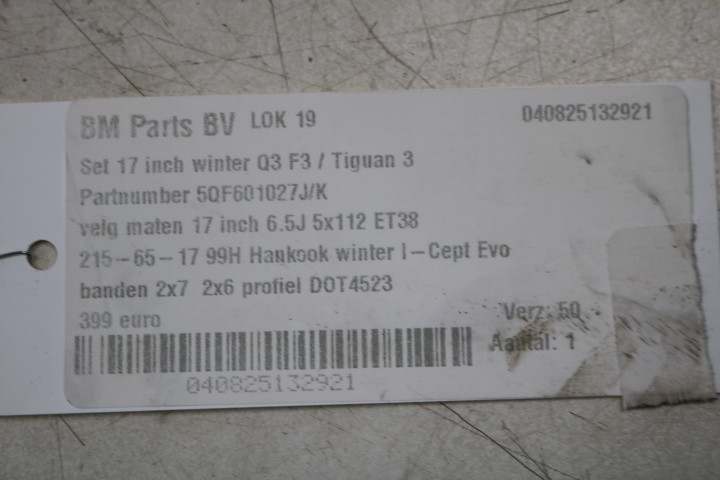 BM Parts BV LOK 19 040825132921
Set 17 inch winter Q3 F3 / Tiguan 3
Partnumber 5QF601027J/K
velg maten 17 inch 6.5J 5x112 ET38
215-65-17 99H Hankook winter I-Cept Evo
banden 2x7 2x6 profiel DOT4523
399 euro
Verz: 50
Aantal: 1
040825132921